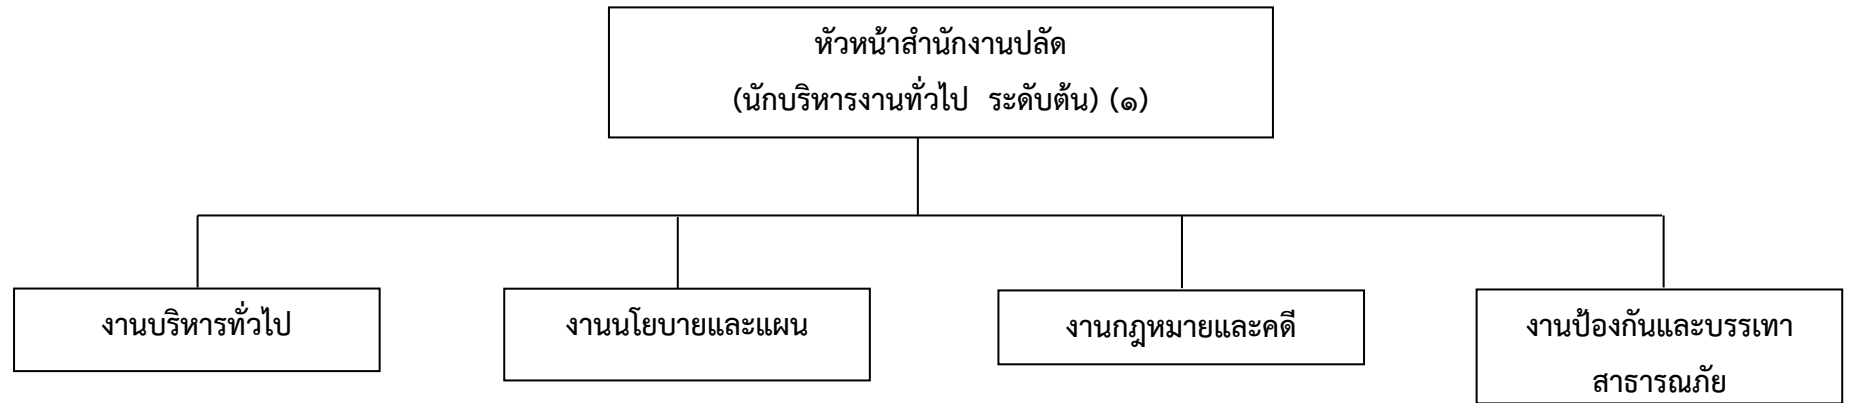 หัวหน้าสำนักงานปลัด
(นักบริหารงานทั่วไป ระดับต้น) (๑)
งานบริหารทั่วไป
งานนโยบายและแผน
งานกฎหมายและคดี
งานป้องกันและบรรเทา
สาธารณภัย